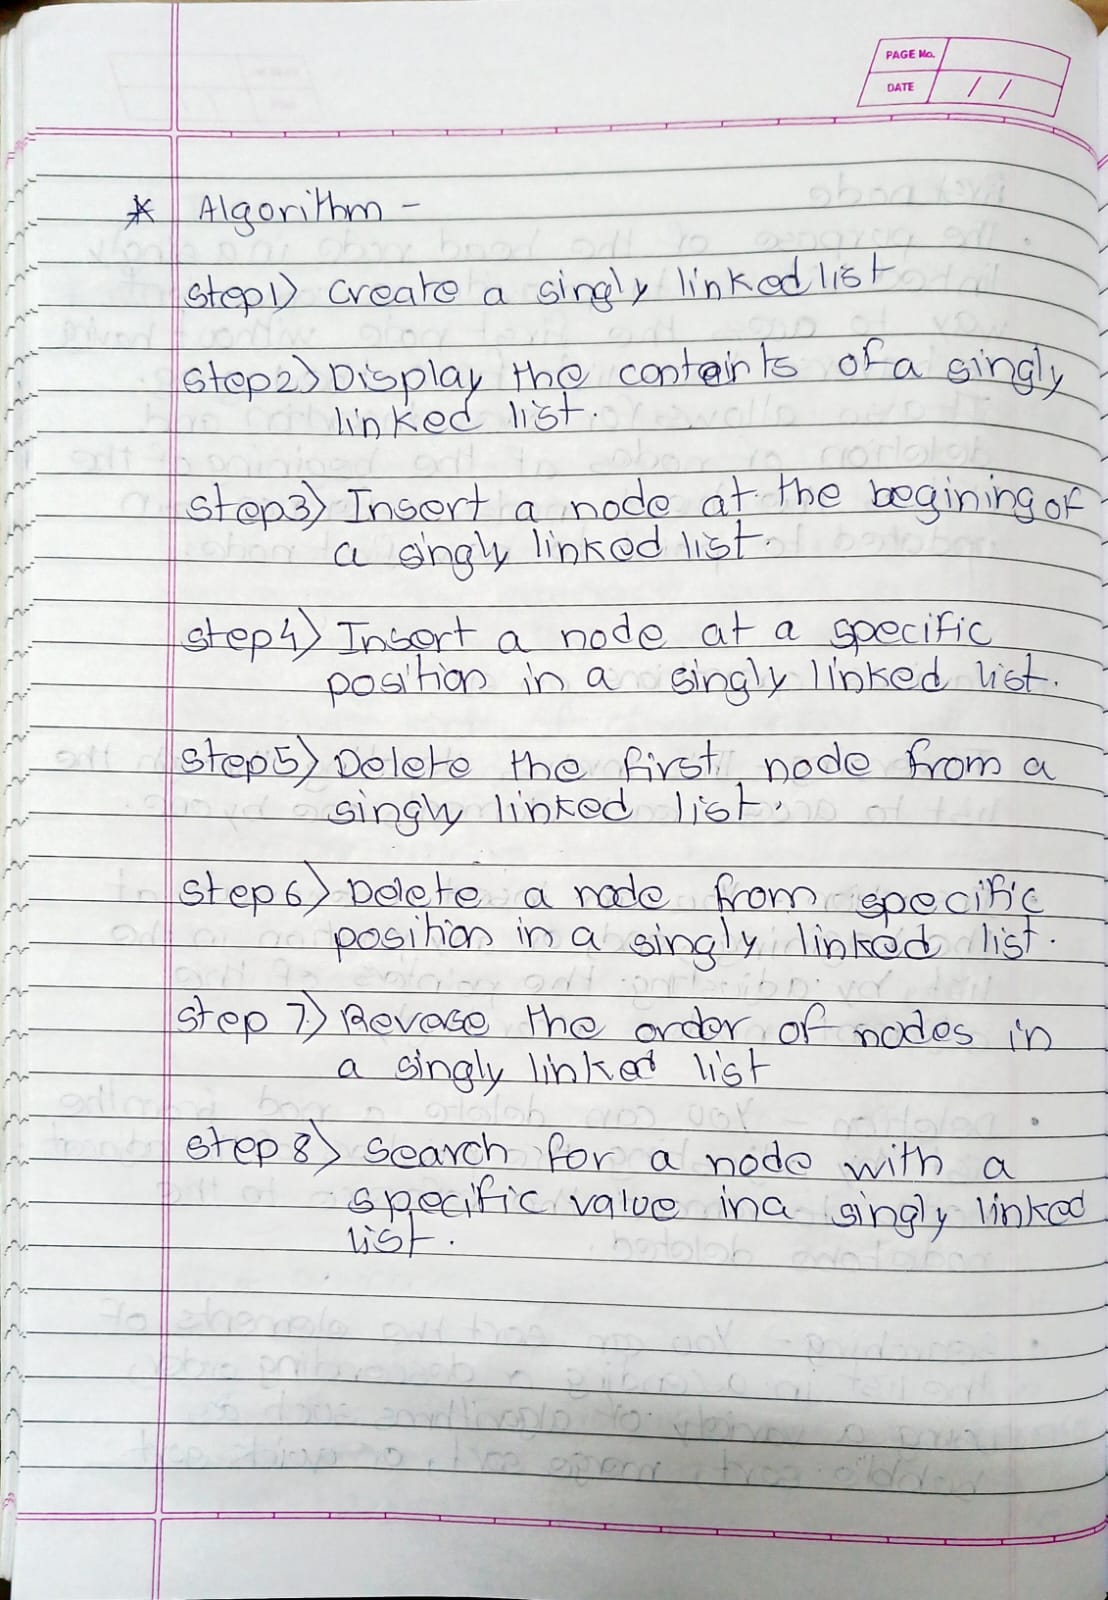 PAGE No.
DATE / /
* Algorithm -
Step1) Create a singly linked list
Step2) Display the containts of a singly
linked list.
Step3) Insert a node at the begining of
a singly linked list.
Step4) Insert a node at a specific
position in a singly linked list.
Step5) Delete the first node from a
singly linked list.
Step6) Delete a node from specific
position in a singly linked list.
Step 7) Revese the order of nodes in
a singly linked list
Step 8) Search for a node with a
specific value in a singly linked
list.